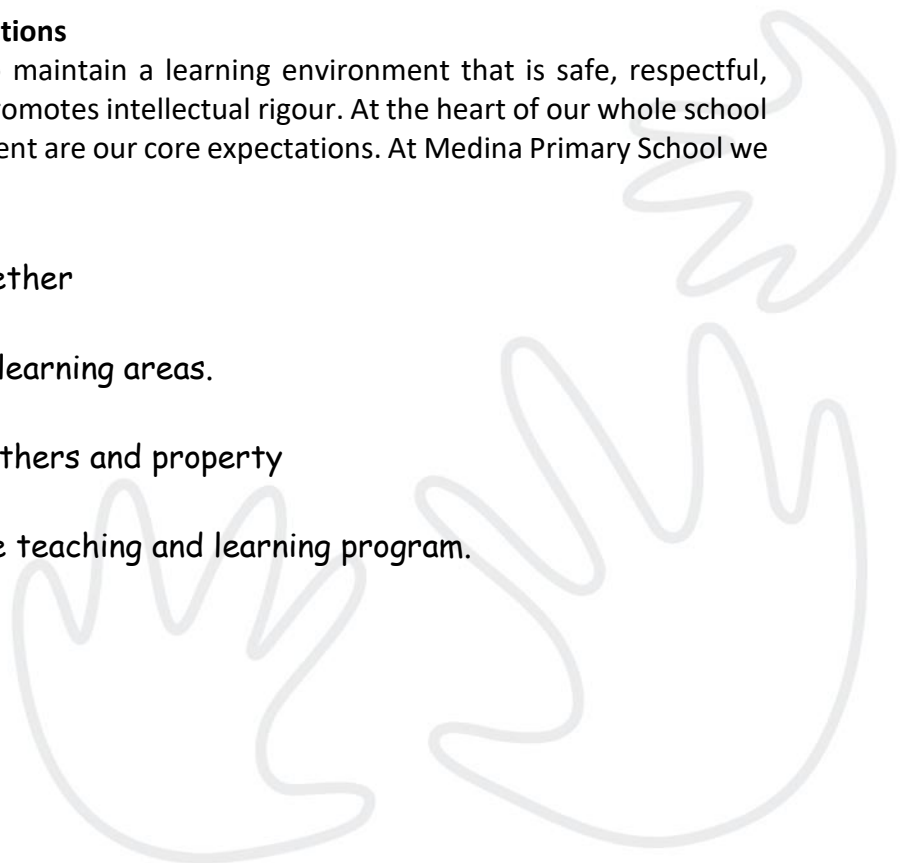 tions
maintain a learning environment that is safe, respectful,
omotes intellectual rigour. At the heart of our whole school
ent are our core expectations. At Medina Primary School we
ether
learning areas.
thers and property
e teaching and learning program.